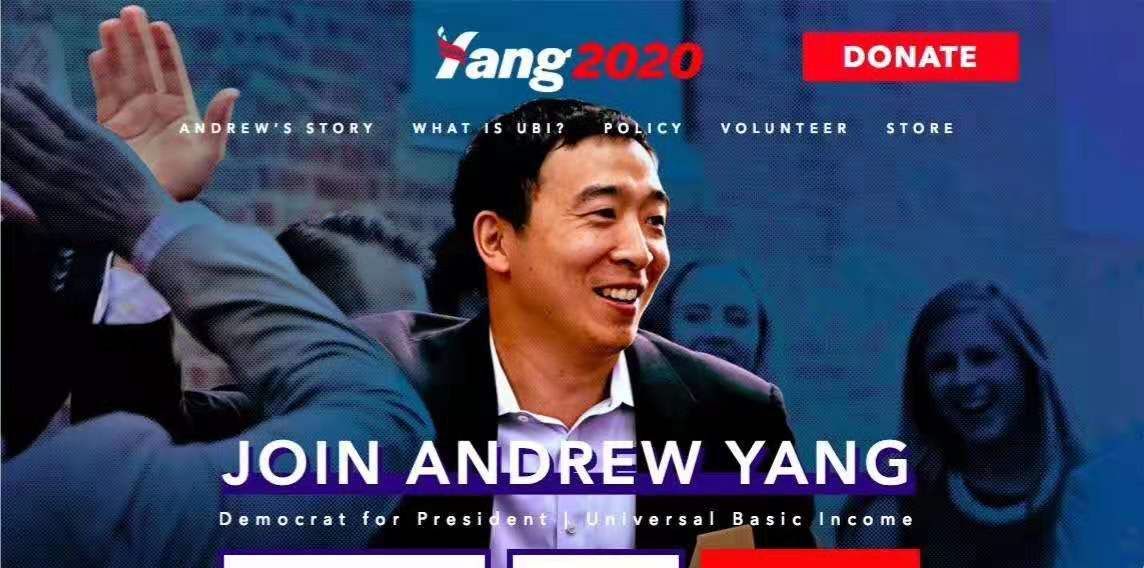 Yang2020
DONATE
ANDREW'S STORY WHAT IS UBI? POLICY VOLUNTEER STORE
JOIN ANDREW YANG
Democrat for President | Universal Basic Income